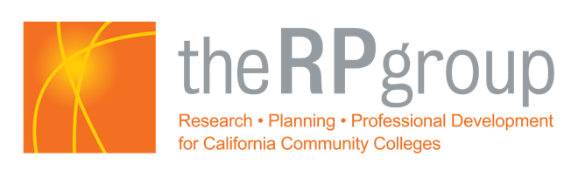 theRPgroup
Research • Planning • Professional Development
for California Community Colleges